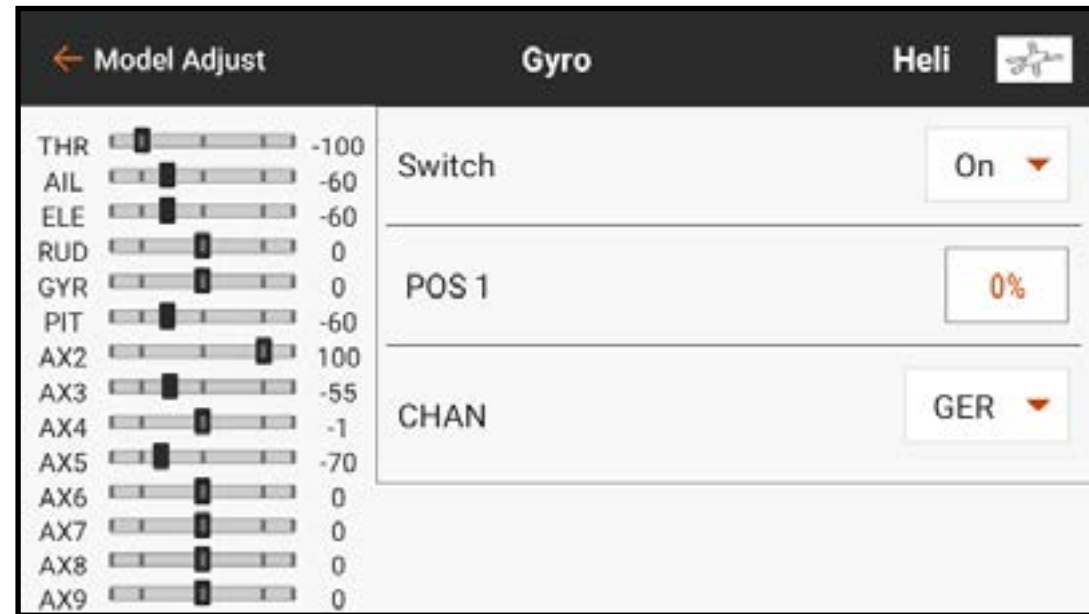 ← Model Adjust Gyro Heli
THR -100
AIL -60
ELE -60
RUD 0
GYR 0
PIT -60
AX2 100
AX3 -55
AX4 -1
AX5 -70
AX6 0
AX7 0
AX8 0
AX9 0
Switch On
POS 1 0%
CHAN GER